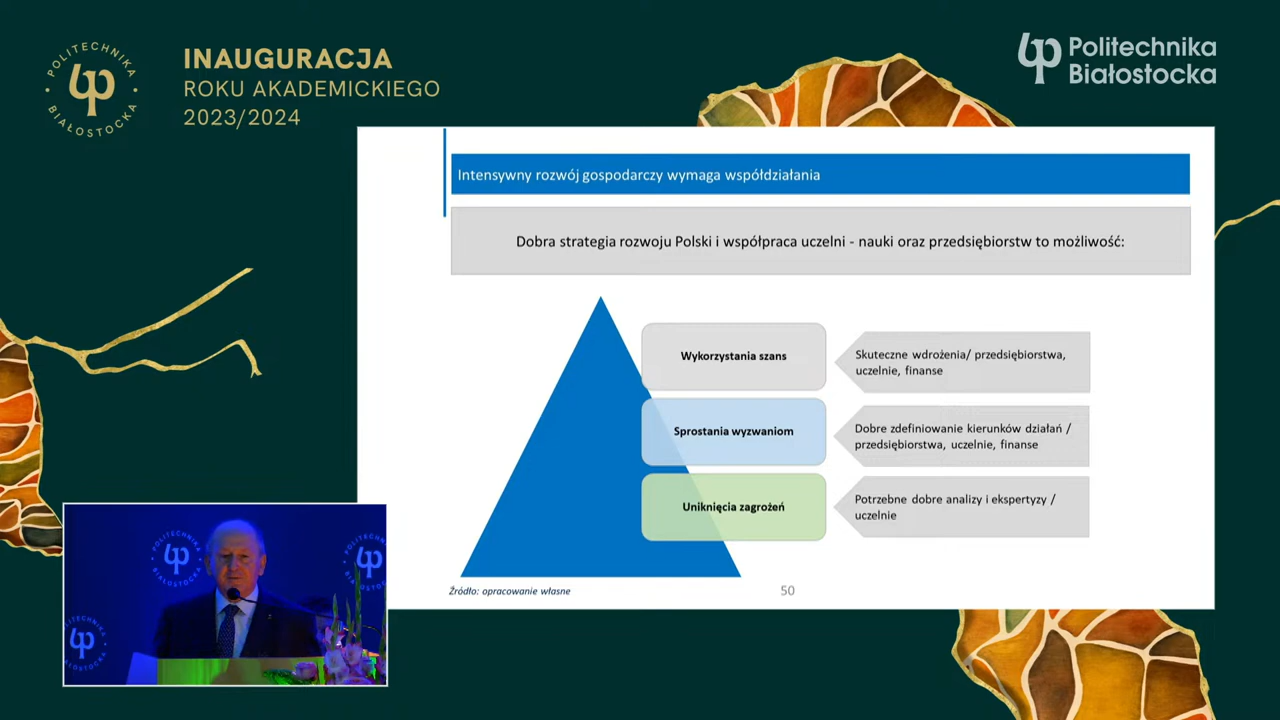 POLITECHNIKA
BIAŁOSTOCKA
INAUGURACJA
ROKU AKADEMICKIEGO
2023/2024
Politechnika
Białostocka
Intensywny rozwój gospodarczy wymaga współdziałania
Dobra strategia rozwoju Polski i współpraca uczelni - nauki oraz przedsiębiorstw to możliwość:
Wykorzystania szans
Skuteczne wdrożenia/ przedsiębiorstwa,
uczelnie, finanse
Sprostania wyzwaniom
Dobre zdefiniowanie kierunków działań /
przedsiębiorstwa, uczelnie, finanse
Uniknięcia zagrożeń
Potrzebne dobre analizy i ekspertyzy /
uczelnie
Źródło: opracowanie własne
50
POLITECHNIKA
BIAŁOSTOCKA